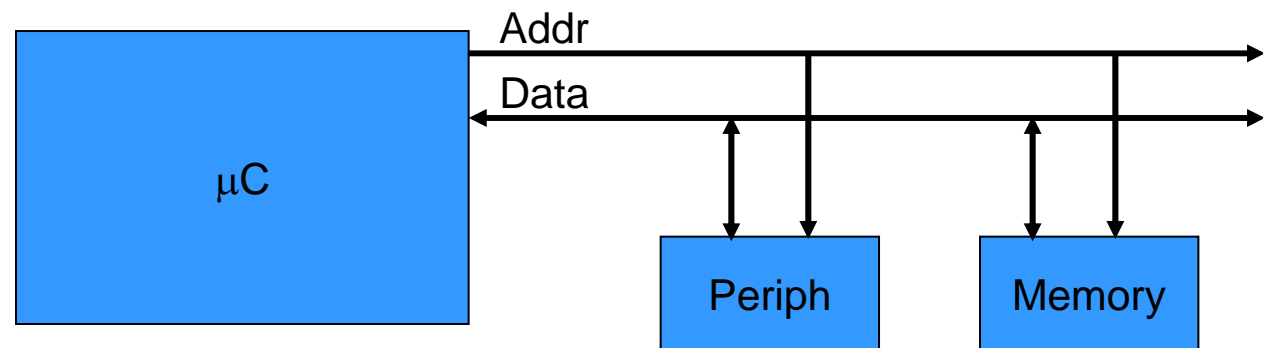 Addr
Data
μC
Periph
Memory